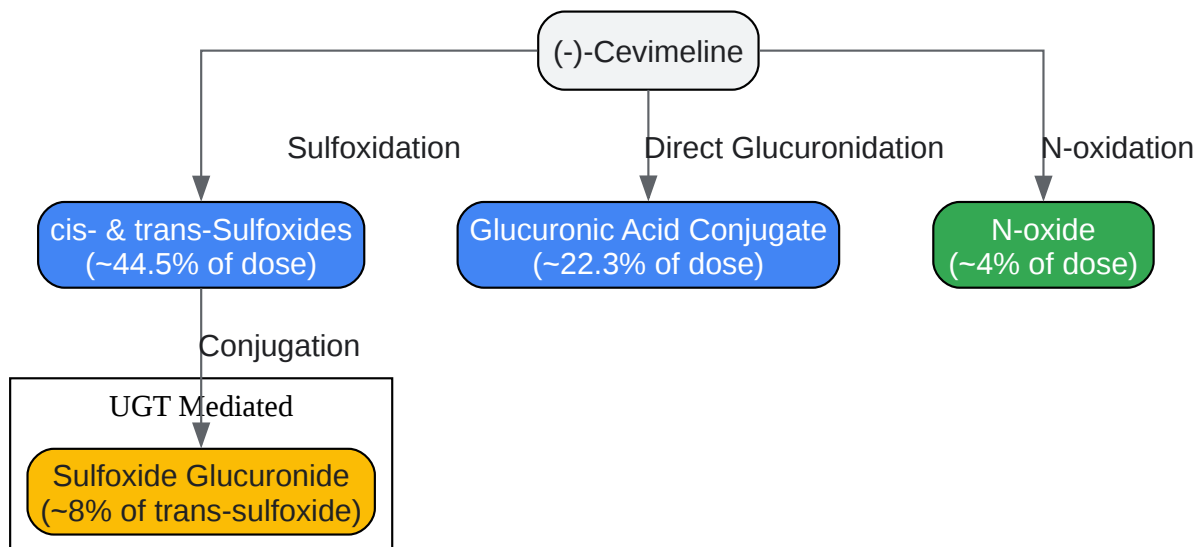 (-)-Cevimeline
Sulfoxidation
Direct Glucuronidation
N-oxidation
cis- & trans-Sulfoxides
(~44.5% of dose)
Glucuronic Acid Conjugate
(~22.3% of dose)
N-oxide
(~4% of dose)
Conjugation
UGT Mediated
Sulfoxide Glucuronide
(~8% of trans-sulfoxide)